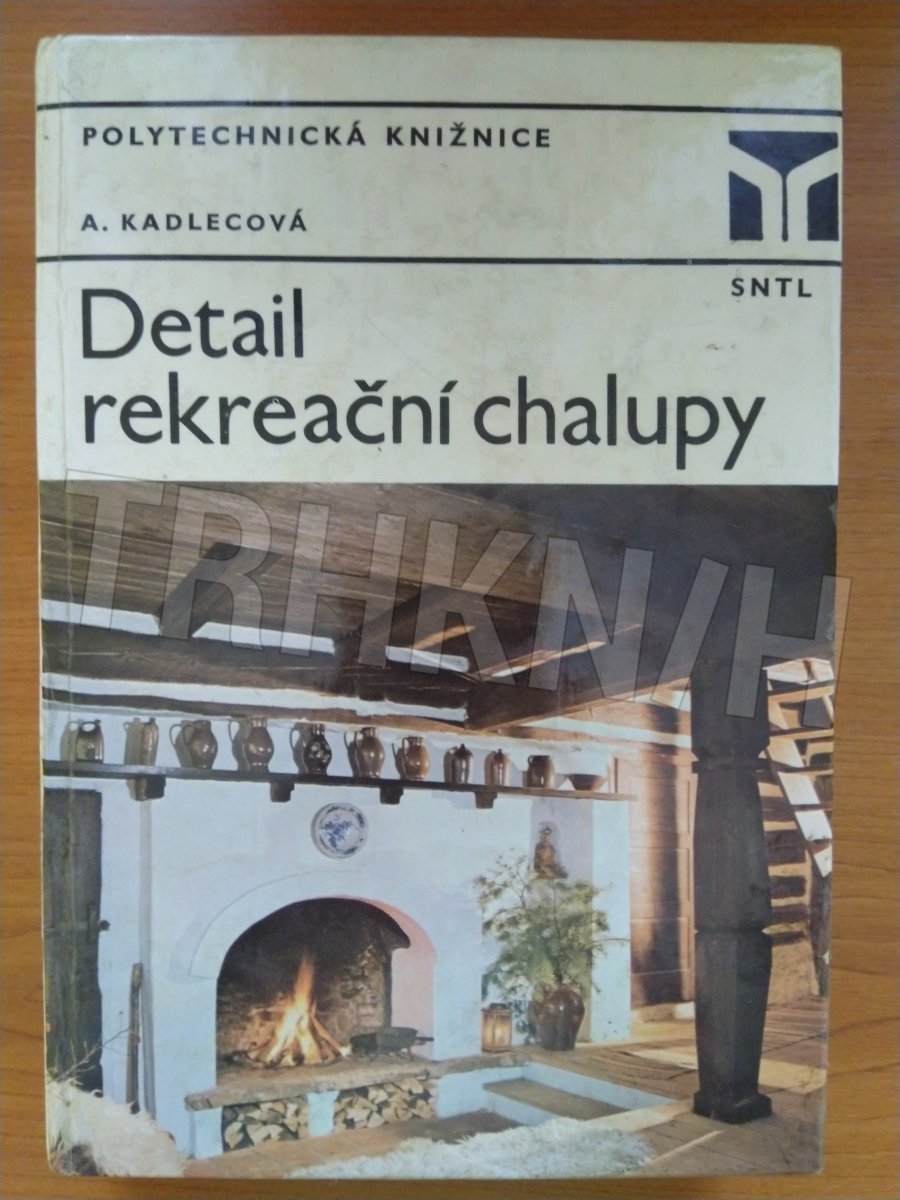 POLYTECHNICKÁ KNIŽNICE
A. KADLECOVÁ
SNTL
Detail
rekreační chalupy
TRHKNIH